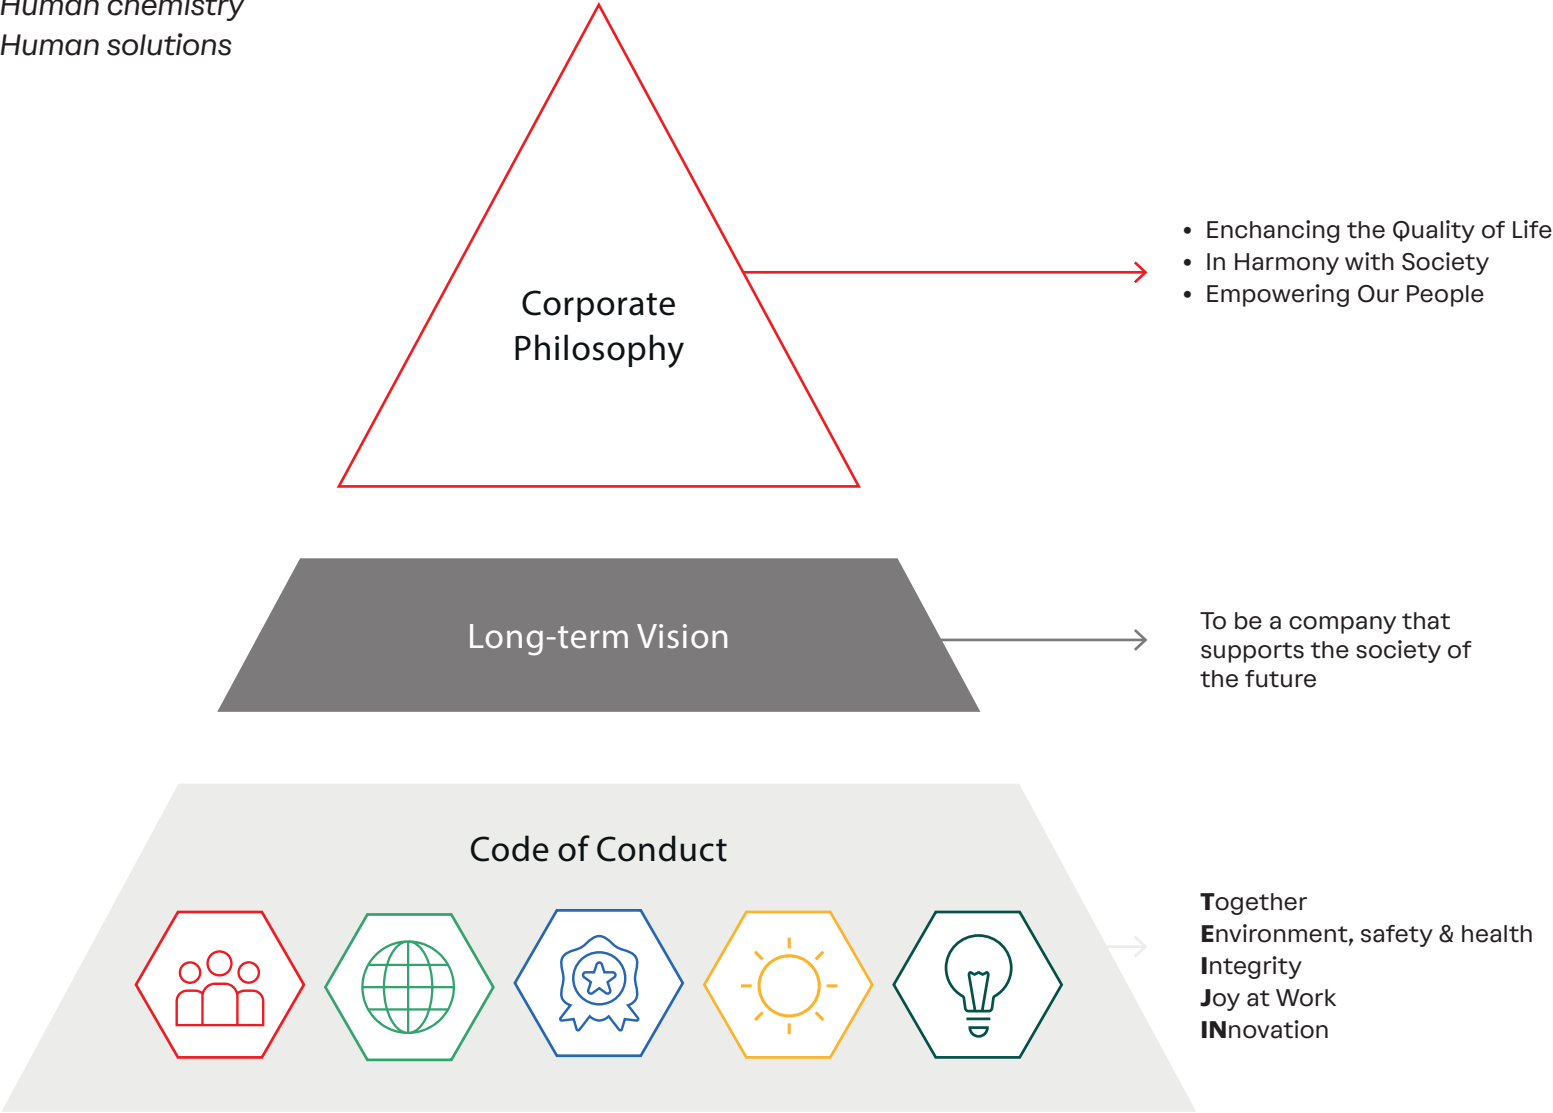 Human chemistry
Human solutions
Corporate
Philosophy
• Enchancing the Quality of Life
• In Harmony with Society
• Empowering Our People
Long-term Vision
To be a company that
supports the society of
the future
Code of Conduct
Together
Environment, safety & health
Integrity
Joy at Work
INnovation